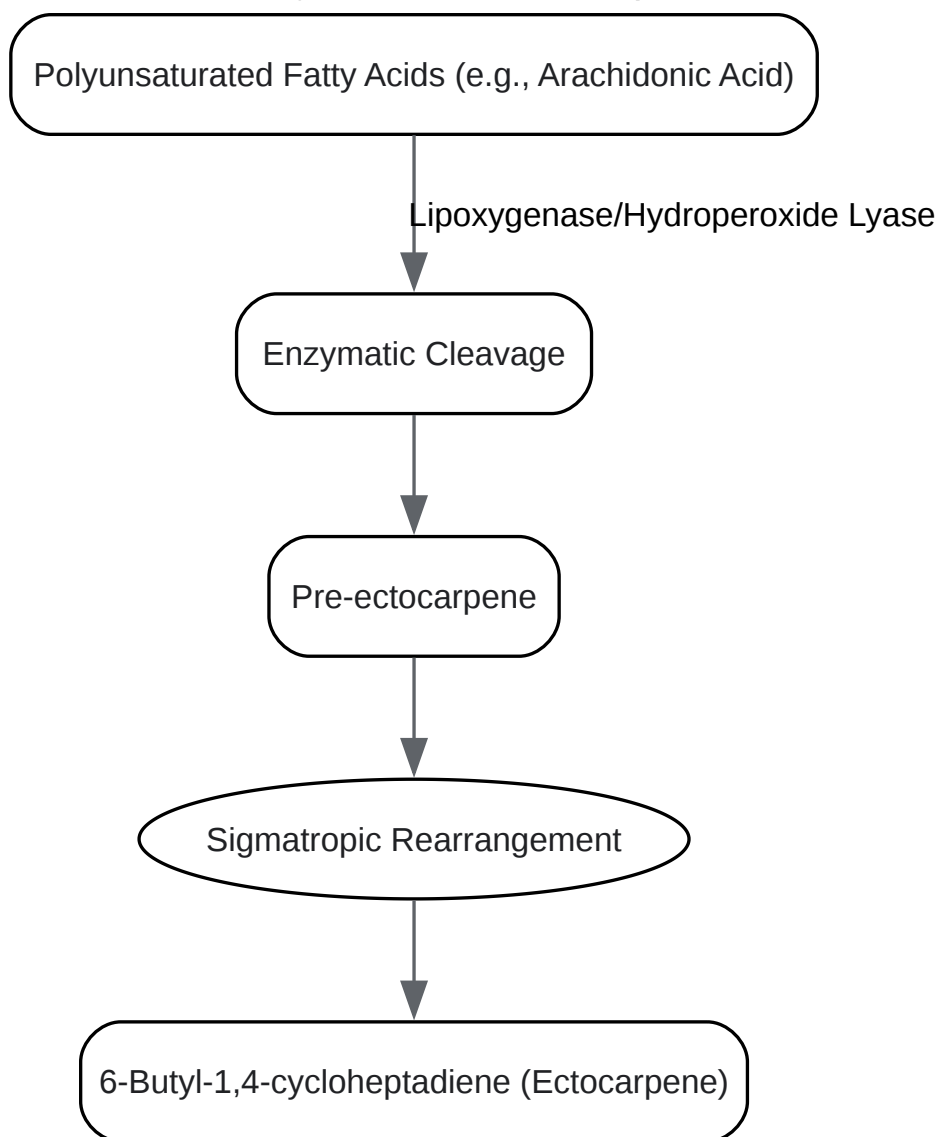 Polyunsaturated Fatty Acids (e.g., Arachidonic Acid)
Lipoxygenase/Hydroperoxide Lyase
Enzymatic Cleavage
Pre-ectocarpene
Sigmatropic Rearrangement
6-Butyl-1,4-cycloheptadiene (Ectocarpene)